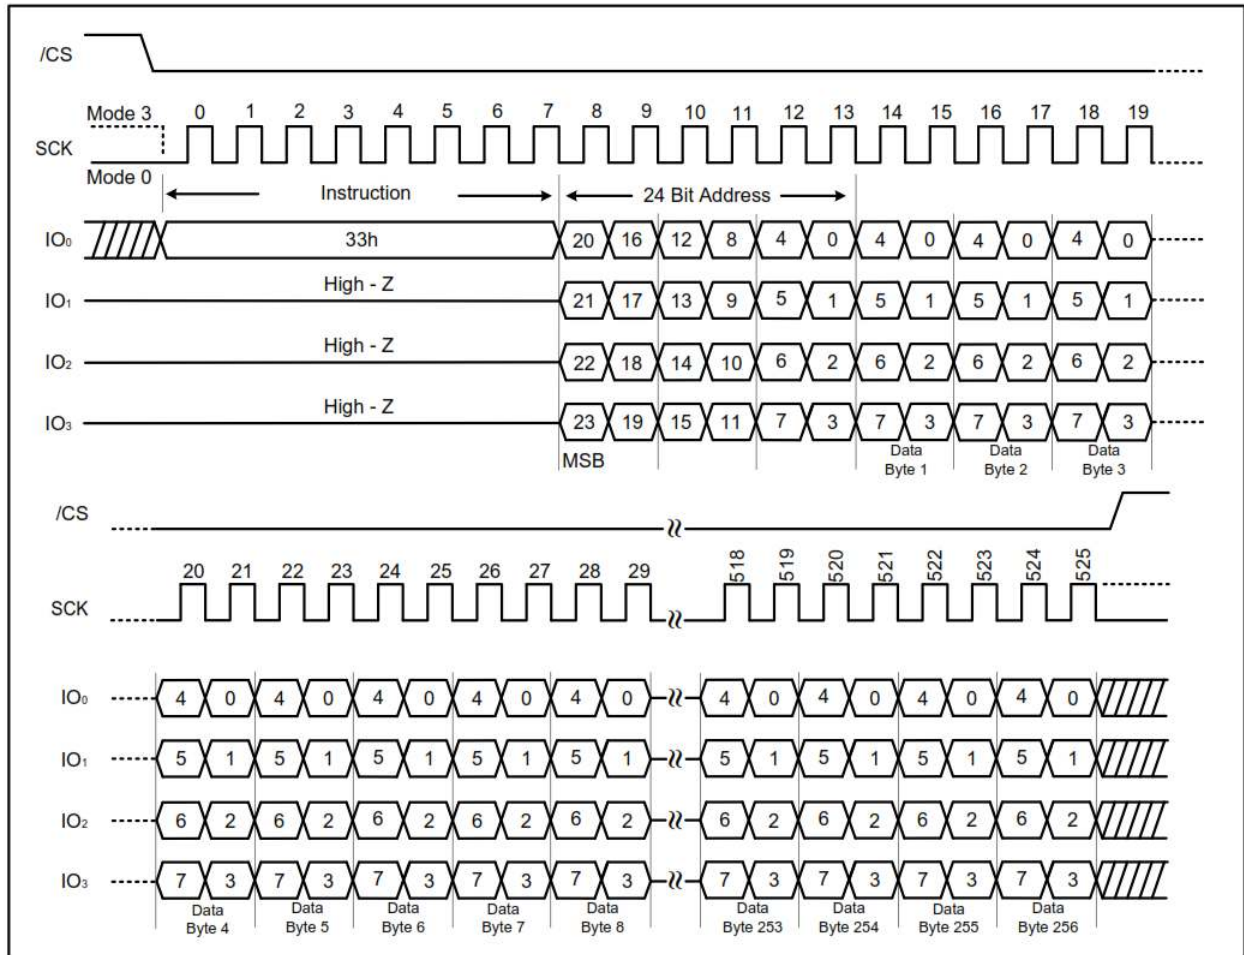 /CS
Mode 3 0 1 2 3 4 5 6 7 8 9 10 11 12 13 14 15 16 17 18 19
SCK
Mode 0
Instruction 24 Bit Address
IO₀ 33h 20 16 12 8 4 0 4 0 4 0 4 0
IO₁ High - Z 21 17 13 9 5 1 5 1 5 1 5 1
IO₂ High - Z 22 18 14 10 6 2 6 2 6 2 6 2
IO₃ High - Z 23 19 15 11 7 3 7 3 7 3 7 3
MSB Data Data Data
Byte 1 Byte 2 Byte 3
/CS
20 21 22 23 24 25 26 27 28 29 518 519 520 521 522 523 524 525
SCK
IO₀ 4 0 4 0 4 0 4 0 4 0 4 0 4 0 4 0 4 0
IO₁ 5 1 5 1 5 1 5 1 5 1 5 1 5 1 5 1 5 1
IO₂ 6 2 6 2 6 2 6 2 6 2 6 2 6 2 6 2 6 2
IO₃ 7 3 7 3 7 3 7 3 7 3 7 3 7 3 7 3 7 3
Data Data Data Data Data Data Data Data Data
Byte 4 Byte 5 Byte 6 Byte 7 Byte 8 Byte 253 Byte 254 Byte 255 Byte 256